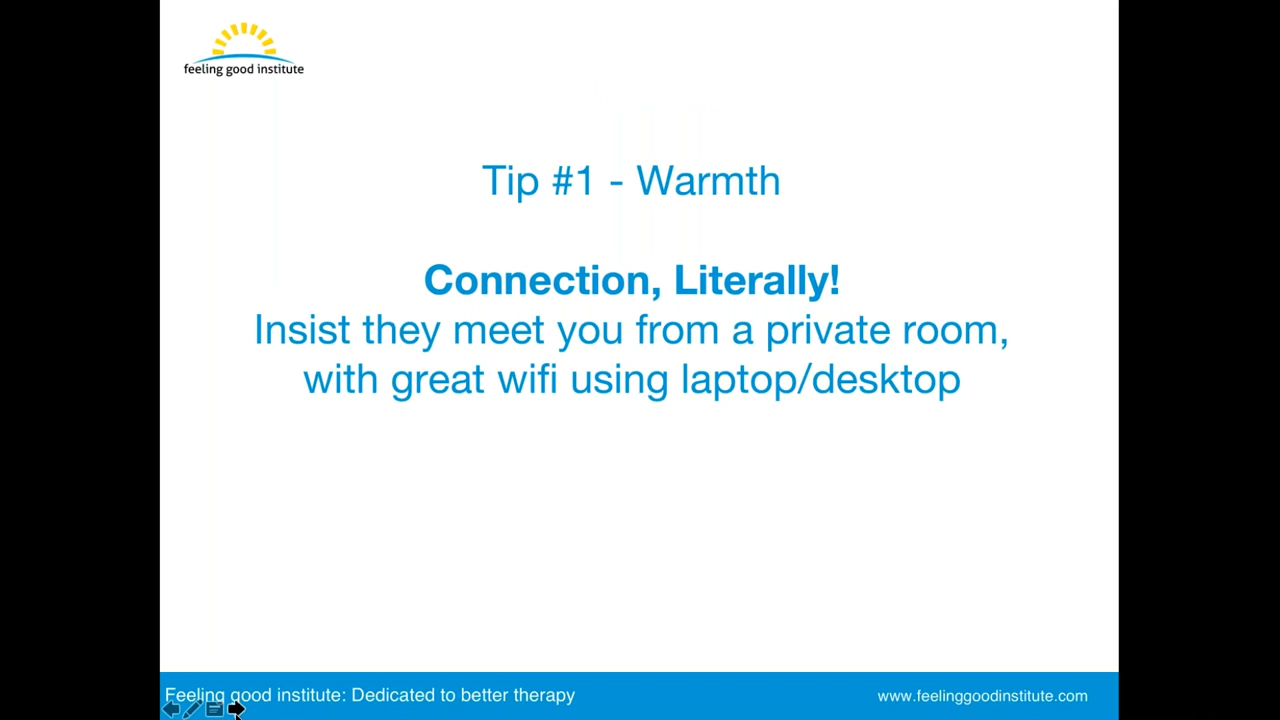 feeling good institute
Tip #1 - Warmth
Connection, Literally!
Insist they meet you from a private room,
with great wifi using laptop/desktop
Feeling good institute: Dedicated to better therapy
www.feelinggoodinstitute.com